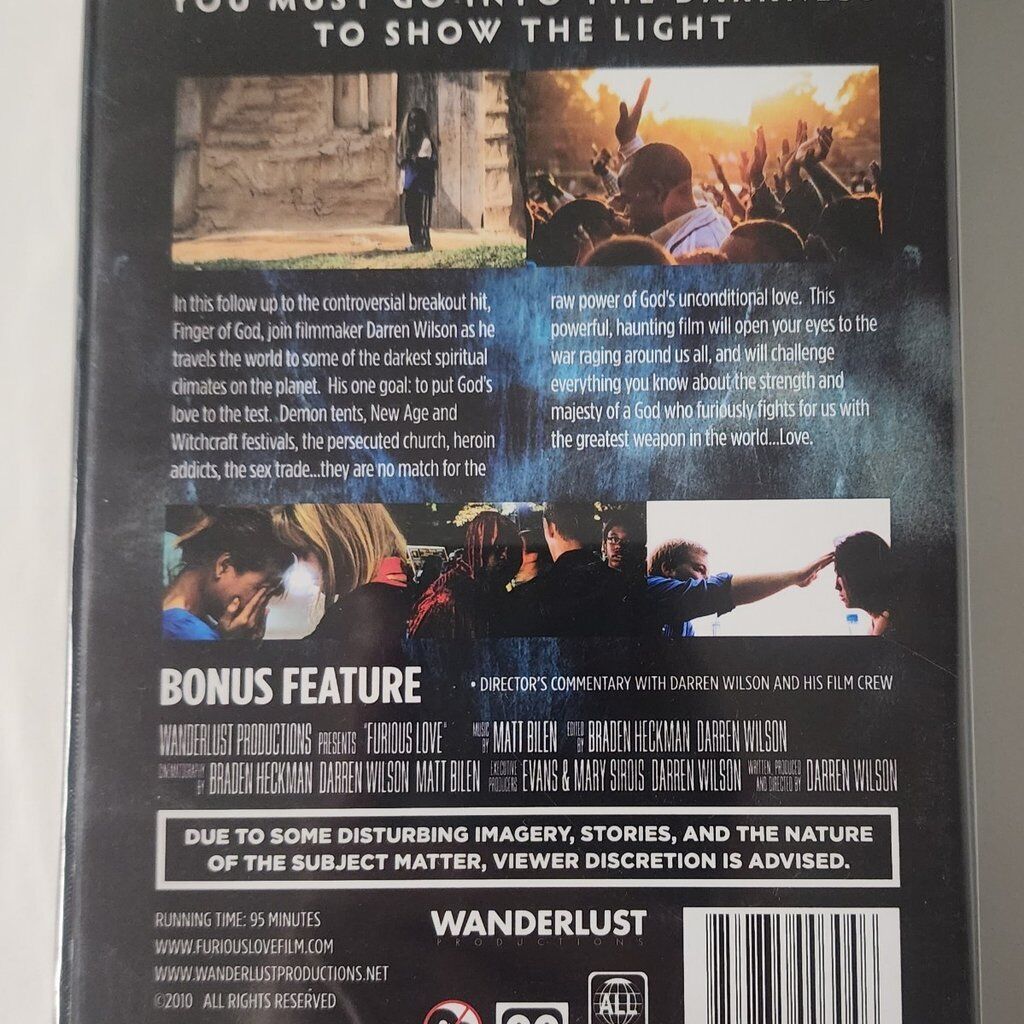 YOU MUST GO INTO THE DARKNESS
TO SHOW THE LIGHT
In this follow up to the controversial breakout hit,
Finger of God, join filmmaker Darren Wilson as he
travels the world to some of the darkest spiritual
climates on the planet. His one goal: to put God's
love to the test. Demon tents, New Age and
Witchcraft festivals, the persecuted church, heroin
addicts, the sex trade...they are no match for the
raw power of God's unconditional love. This
powerful, haunting film will open your eyes to the
war raging around us all, and will challenge
everything you know about the strength and
majesty of a God who furiously fights for us with
the greatest weapon in the world...Love.
BONUS FEATURE
• DIRECTOR'S COMMENTARY WITH DARREN WILSON AND HIS FILM CREW
WANDERLUST PRODUCTIONS PRESENTS "FURIOUS LOVE" MUSIC BY MATT BILEN EDITED BY BRADEN HECKMAN DARREN WILSON
CINEMATOGRAPHY BY BRADEN HECKMAN DARREN WILSON MATT BILEN EXECUTIVE PRODUCERS EVANS & MARY SIROIS DARREN WILSON WRITTEN, PRODUCED AND DIRECTED BY DARREN WILSON
DUE TO SOME DISTURBING IMAGERY, STORIES, AND THE NATURE
OF THE SUBJECT MATTER, VIEWER DISCRETION IS ADVISED.
RUNNING TIME: 95 MINUTES
WWW.FURIOUSLOVEFILM.COM
WWW.WANDERLUSTPRODUCTIONS.NET
©2010 ALL RIGHTS RESERVED
WANDERLUST
PRODUCTIONS
ALL